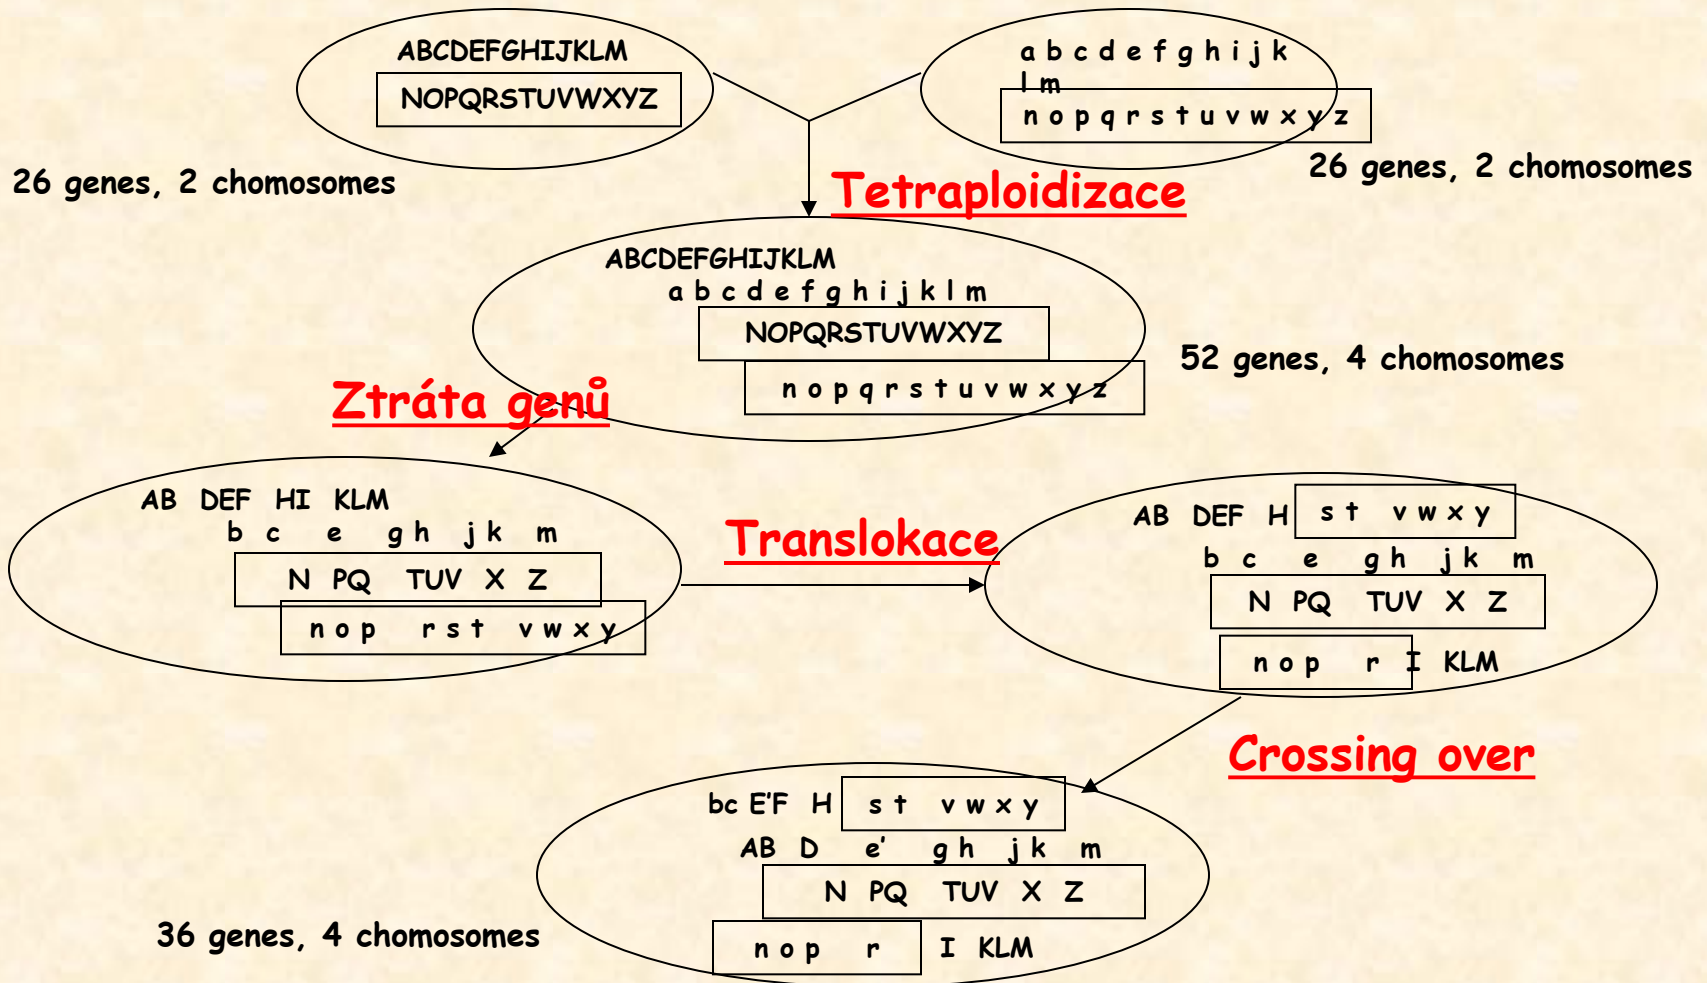 ABCDEFGHIJKLM
NOPQRSTUVWXYZ
a b c d e f g h i j k
l m
n o p q r s t u v w x y z
26 genes, 2 chomosomes
26 genes, 2 chomosomes
Tetraploidizace
ABCDEFGHIJKLM
a b c d e f g h i j k l m
NOPQRSTUVWXYZ
n o p q r s t u v w x y z
52 genes, 4 chomosomes
Ztráta genů
AB DEF HI KLM
b c e g h j k m
N PQ TUV X Z
n o p r s t v w x y
Translokace
AB DEF H s t v w x y
b c e g h j k m
N PQ TUV X Z
n o p r I KLM
Crossing over
bc E'F H s t v w x y
AB D e' g h j k m
N PQ TUV X Z
n o p r I KLM
36 genes, 4 chomosomes